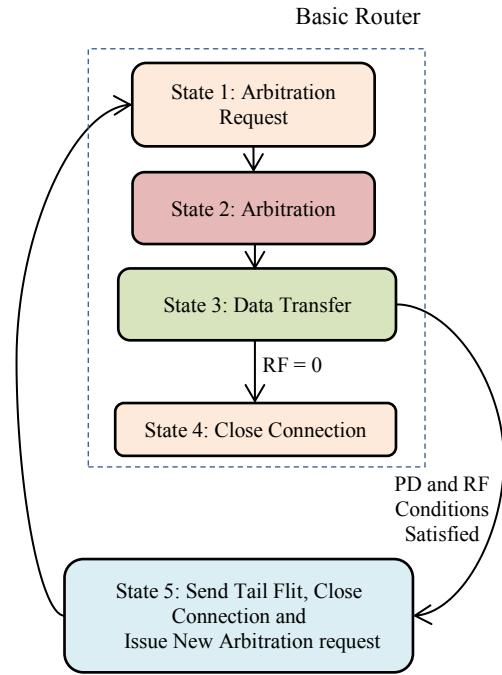 Basic Router
State 1: Arbitration
Request
State 2: Arbitration
State 3: Data Transfer
RF = 0
State 4: Close Connection
PD and RF
Conditions
Satisfied
State 5: Send Tail Flit, Close
Connection and
Issue New Arbitration request